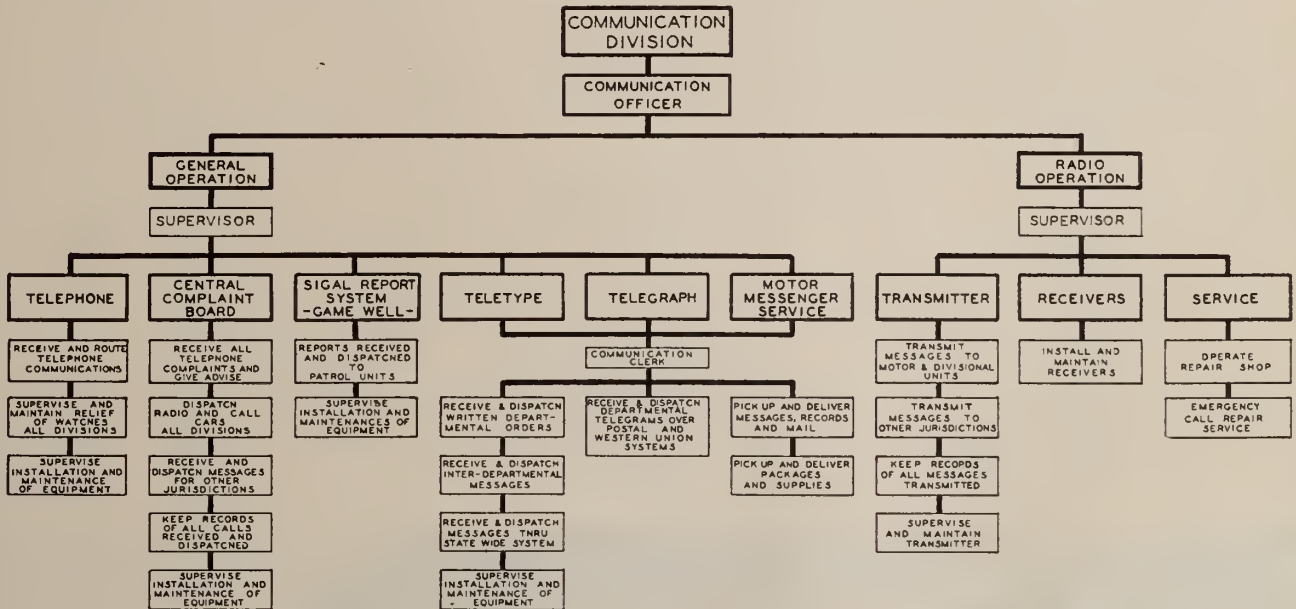 COMMUNICATION
DIVISION
COMMUNICATION
OFFICER
GENERAL
OPERATION
SUPERVISOR
RADIO
OPERATION
SUPERVISOR
TELEPHONE
RECEIVE AND ROUTE
TELEPHONE
COMMUNICATIONS
SUPERVISE AND
MAINTAIN RELIEF
OF WATCHES
ALL DIVISIONS
SUPERVISE
INSTALLATION AND
MAINTENANCE
OF EQUIPMENT
CENTRAL
COMPLAINT
BOARD
RECEIVE ALL
TELEPHONE
COMPLAINTS AND
GIVE ADVISE
DISPATCH
RADIO AND CALL
CARS
ALL DIVISIONS
RECEIVE AND
DISPATCH MESSAGES
FOR OTHER
JURISDICTIONS
KEEP RECORDS
OF ALL CALLS
RECEIVED AND
DISPATCHED
SUPERVISE
INSTALLATION AND
MAINTENANCE OF
EQUIPMENT
SIGAL REPORT
SYSTEM
-GAME WELL-
REPORTS RECEIVED
AND DISPATCHED
TO
PATROL UNITS
SUPERVISE
INSTALLATION AND
MAINTENANCES OF
EQUIPMENT
TELETYPE
TELEGRAPH
MOTOR
MESSENGER
SERVICE
COMMUNICATION
CLERK
RECEIVE & DISPATCH
WRITTEN DEPART-
MENTAL ORDERS
RECEIVE & DISPATCH
INTER-DEPARTMENTAL
MESSAGES
RECEIVE & DISPATCH
MESSAGES THRU
STATE WIDE SYSTEM
SUPERVISE
INSTALLATION AND
MAINTENANCE OF
EQUIPMENT
RECEIVE & DISPATCH
DEPARTMENTAL
TELEGRAMS OVER
POSTAL AND
WESTERN UNION
SYSTEMS
PICK UP AND DELIVER
MESSAGES, RECORDS
AND MAIL
PICK UP AND DELIVER
PACKAGES
AND SUPPLIES
TRANSMITTER
TRANSMIT
MESSAGES TO
MOTOR & DIVISIONAL
UNITS
TRANSMIT
MESSAGES TO
OTHER JURISDICTIONS
KEEP RECORDS
OF ALL MESSAGES
TRANSMITTED
SUPERVISE
AND MAINTAIN
TRANSMITTER
RECEIVERS
INSTALL AND
MAINTAIN
RECEIVERS
SERVICE
OPERATE
REPAIR SHOP
EMERGENCY
CALL REPAIR
SERVICE